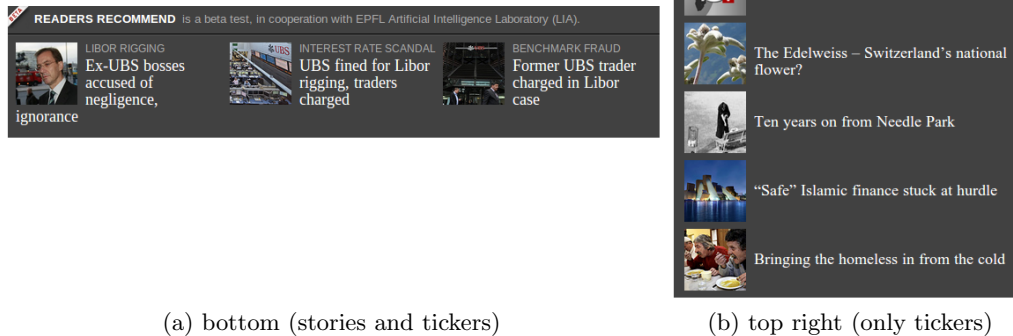 BETA
READERS RECOMMEND is a beta test, in cooperation with EPFL Artificial Intelligence Laboratory (LIA).
LIBOR RIGGING
Ex-UBS bosses
accused of
negligence,
ignorance
UBS
INTEREST RATE SCANDAL
UBS fined for Libor
rigging, traders
charged
BENCHMARK FRAUD
Former UBS trader
charged in Libor
case
(a) bottom (stories and tickers)
The Edelweiss – Switzerland's national
flower?
Ten years on from Needle Park
“Safe” Islamic finance stuck at hurdle
Bringing the homeless in from the cold
(b) top right (only tickers)